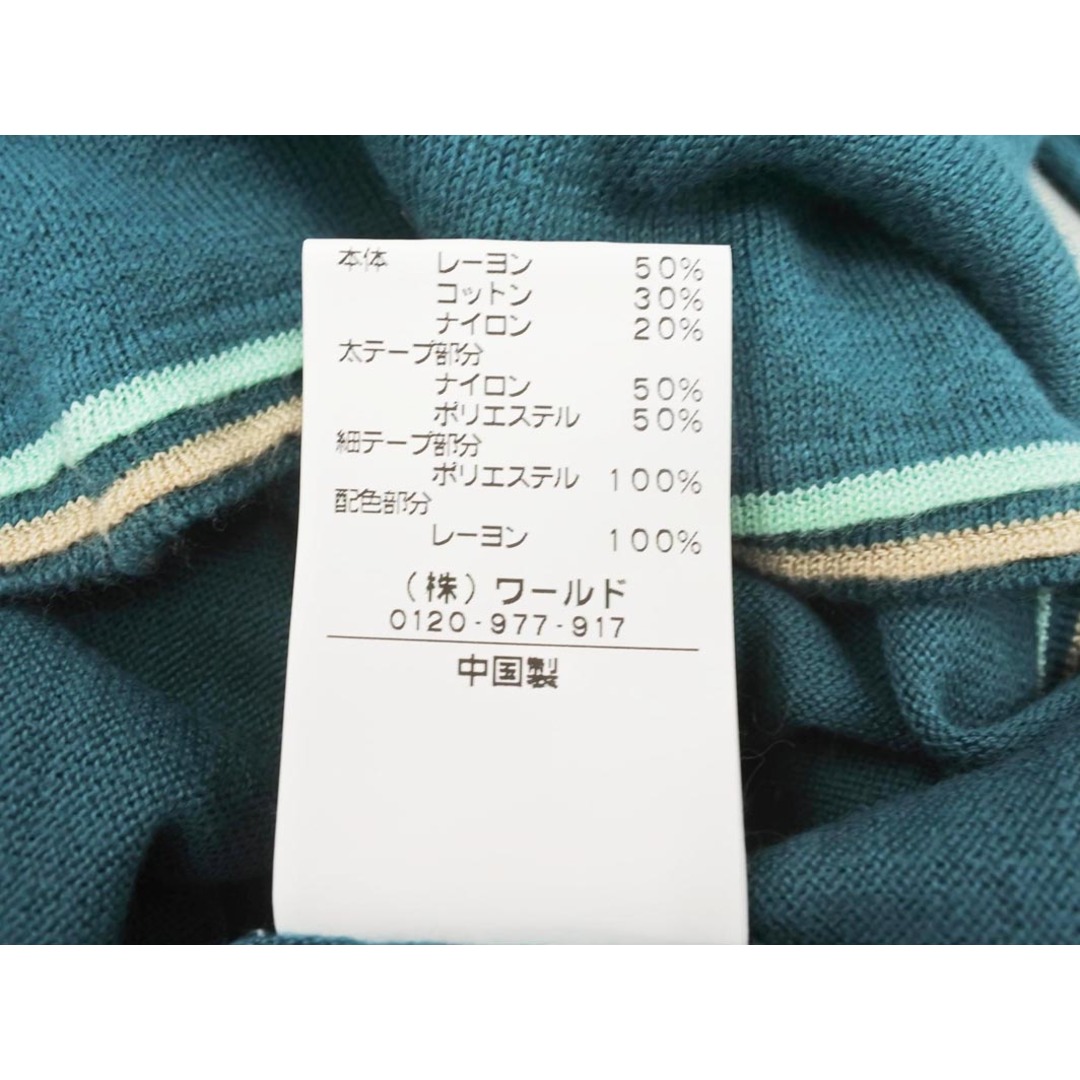 本体 レーヨン 50%
コットン 30%
ナイロン 20%
太テープ部分
ナイロン 50%
ポリエステル 50%
細テープ部分
ポリエステル 100%
配色部分
レーヨン 100%
(株)ワールド
0120-977-917
中国製